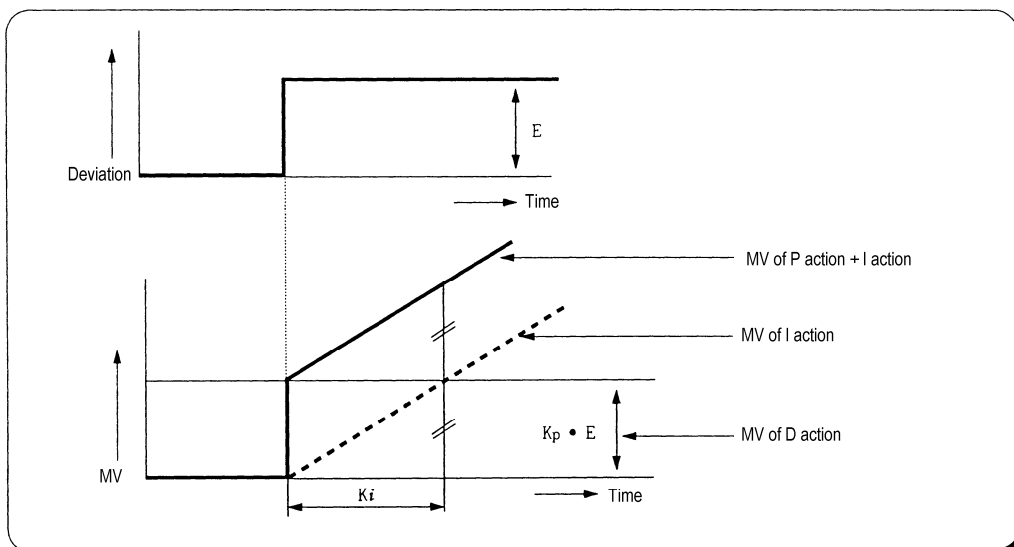 E
Deviation
Time
MV of P action + I action
MV of I action
Kp • E
MV of D action
MV
Ki
Time